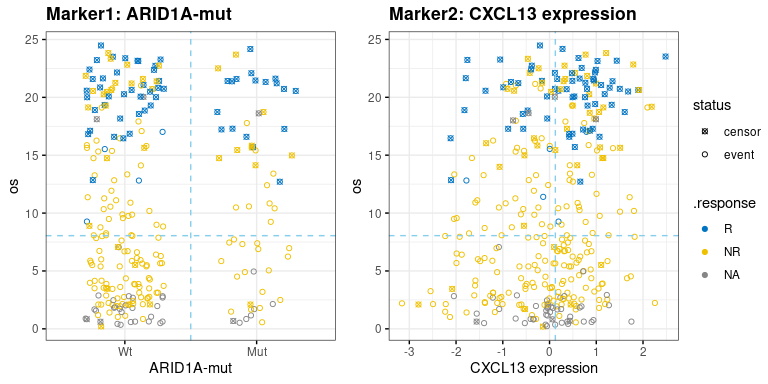 Marker1: ARID1A-mut
Marker2: CXCL13 expression
os
25
20
15
10
5
0
Wt
Mut
ARID1A-mut
os
25
20
15
10
5
0
-3
-2
-1
0
1
2
CXCL13 expression
status
censor
event
.response
R
NR
NA